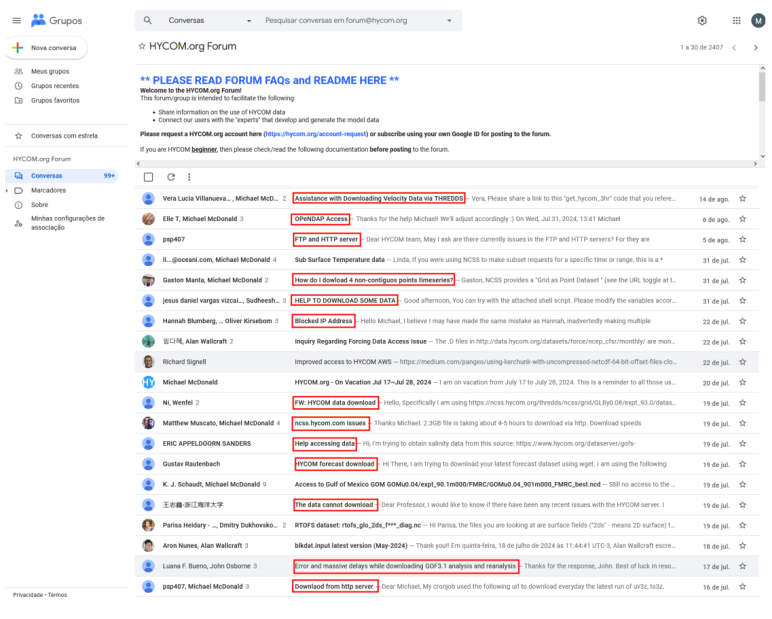 Grupos
Conversas
Pesquisar conversas em forum@hycom.org
M
Nova conversa
Meus grupos
Grupos recentes
Grupos favoritos
Conversas com estrela
HYCOM.org Forum
Conversas 99+
Marcadores
Sobre
Minhas configurações de
associação
Privacidade • Termos
HYCOM.org Forum
1 a 30 de 2407
** PLEASE READ FORUM FAQs and README HERE **
Welcome to the HYCOM.org Forum!
This forum/group is intended to facilitate the following:
• Share information on the use of HYCOM data
• Connect our users with the "experts" that develop and generate the model data
Please request a HYCOM.org account here (https://hycom.org/account-request) or subscribe using your own Google ID for posting to the forum.
If you are HYCOM beginner, then please check/read the following documentation before posting to the forum.
Vera Lucia Villanueva... , Michael McD... 2 Assistance with Downloading Velocity Data via THREDDS – Vera, Please share a link to this "get_hycom_3hr" code that you refere... 14 de ago.
Elle T, Michael McDonald 3 OPeNDAP Access – Thanks for the help Michael! We'll adjust accordingly :) On Wed, Jul 31, 2024, 13:41 Michael 6 de ago.
psp407 FTP and HTTP server – Dear HYCOM team, May I ask are there currently issues in the FTP and HTTP servers? For they are 5 de ago.
li...@oceani.com, Michael McDonald 4 Sub Surface Temperature data – Linda, If you were using NCSS to make subset requests for a specific time or range, this is a * 31 de jul.
Gaston Manta, Michael McDonald 2 How do I dowload 4 non-contiguos points timeseries? – Gaston, NCSS provides a "Grid as Point Dataset " (see the URL toggle at t... 31 de jul.
jesus daniel vargas vizcai..., Sudheesh... 3 HELP TO DOWNLOAD SOME DATA – Good afternoon, You can try with the attached shell script. Please modify the variables accor... 31 de jul.
Hannah Blumberg, ... Oliver Kirsebom 3 Blocked IP Address – Hello Michael, I believe I may have made the same mistake as Hannah, inadvertently making multiple 22 de jul.
Alan Wallcraft 2 Inquiry Regarding Forcing Data Access Issue – The .D files in http://data.hycom.org/datasets/force/ncep_cfsr/monthly/ are mon... 22 de jul.
Richard Signell Improved access to HYCOM AWS – https://medium.com/pangeo/using-kerchunk-with-uncompressed-netcdf-64-bit-offset-files-clo... 22 de jul.
HY Michael McDonald HYCOM.org - On Vacation Jul 17~Jul 28, 2024 – I am on vacation from July 17 to July 28, 2024. This is a reminder to all those us... 20 de jul.
Ni, Wenfei 2 FW: HYCOM data download – Hello, Specifically I am using https://ncss.hycom.org/thredds/ncss/grid/GLBy0.08/expt_93.0/datas... 19 de jul.
Matthew Muscato, Michael McDonald 4 ncss.hycom.com issues – Thanks Michael. 2.3GB file is taking about 4-5 hours to download via http. Download speeds 19 de jul.
ERIC APPELDOORN SANDERS Help accessing data – Hi, I'm trying to obtain salinity data from this source: https://www.hycom.org/dataserver/gofs- 19 de jul.
Gustav Rautenbach HYCOM forecast download – Hi There, I am trying to download your latest forecast dataset using wget. I am using the following 19 de jul.
K. J. Schaudt, Michael McDonald 9 Access to Gulf of Mexico GOM GOMu0.04/expt_90.1m000/FMRC/GOMu0.04_901m000_FMRC_best.ncd – Still no access to the ... 19 de jul.
王志鑫-浙江海洋大学 The data cannot download – Dear Professor, I would like to know if there have been any recent issues with the HYCOM server. I 19 de jul.
Parisa Heidary - ..., Dmitry Dukhovsko... 2 RTOFS dataset: rtofs_glo_2ds_f***_diag.nc – Hi Parisa, the files you are looking at are surface fields ("2ds" - means 2D surface) t... 19 de jul.
Aron Nunes, Alan Wallcraft 3 blkdat.input latest version (May-2024) – Thank you!! Em quinta-feira, 18 de julho de 2024 às 11:44:41 UTC-3, Alan Wallcraft escre... 18 de jul.
Luana F. Bueno, John Osborne 3 Error and massive delays while downloading GOF3.1 analysis and reanalysis – Thanks for the response, John. Best of luck in reso... 17 de jul.
psp407, Michael McDonald 3 Downlaod from http server – Dear Michael, My cronjob used the following url to download everyday the latest run of uv3z, ts3z, 16 de jul.